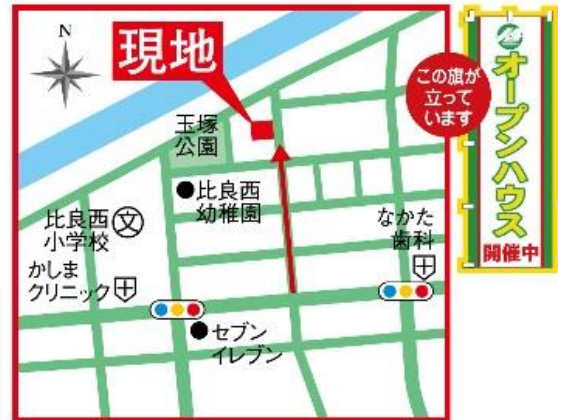 N
現地
この旗が
立って
います
オープンハウス
開催中
玉塚
公園
比良西
幼稚園
比良西
小学校
文
なかた
歯科
かしま
クリニック
セブン
イレブン